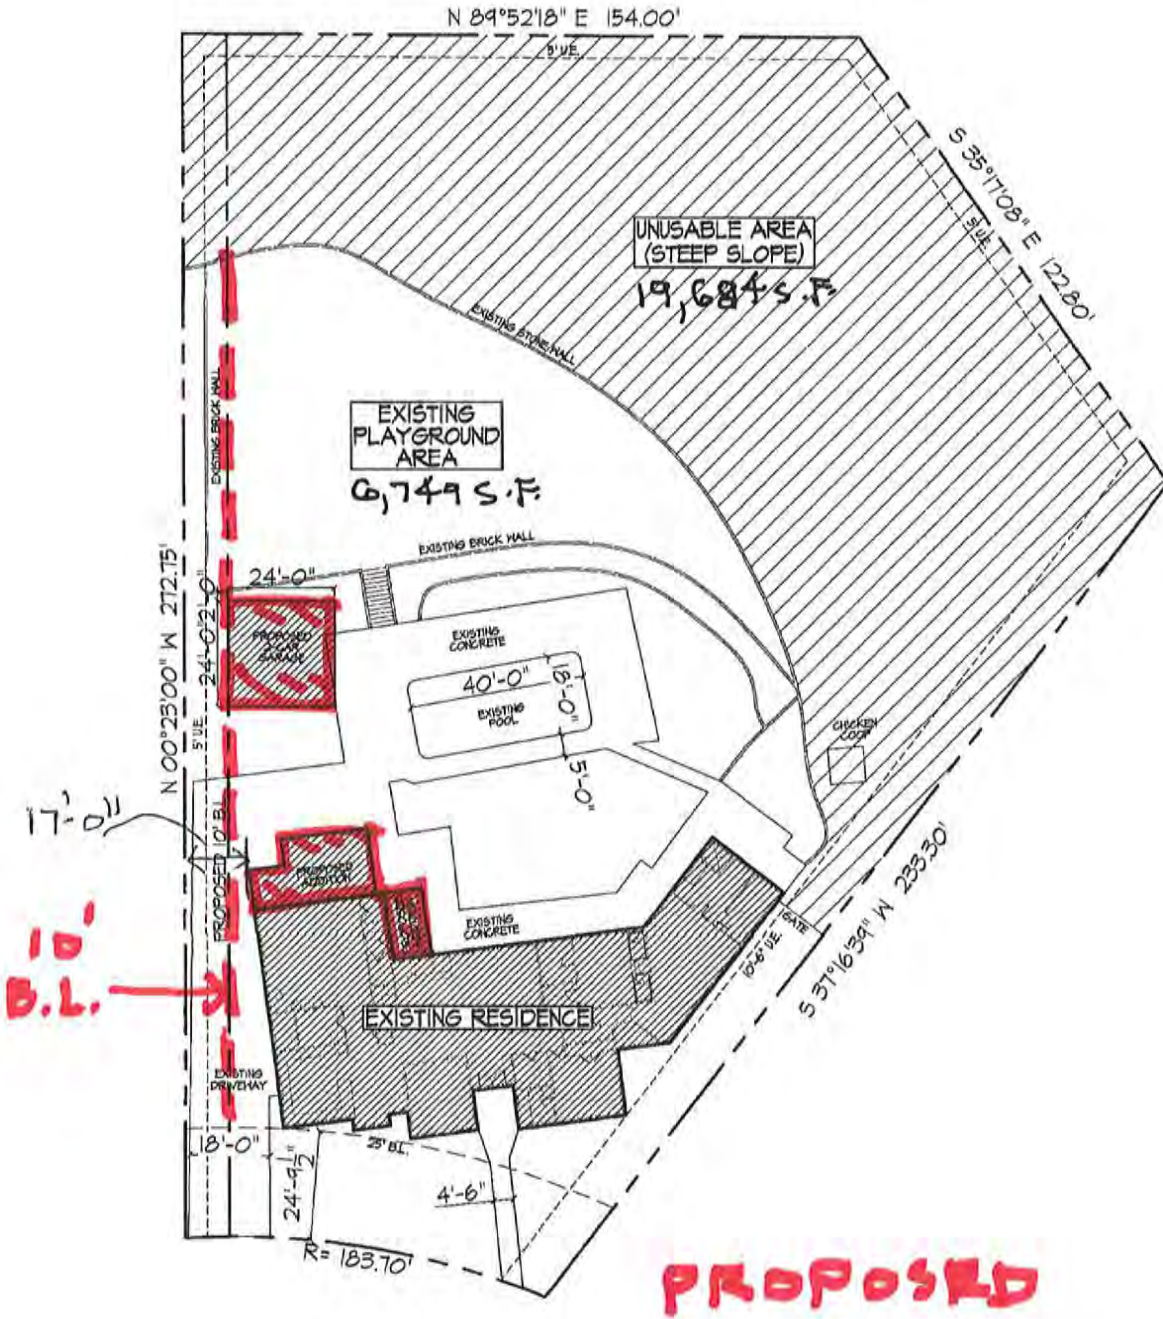 N 89°52'18" E 154.00'
5' U.E.
S 35°17'08" E 122.80'
5' U.E.
UNUSABLE AREA
(STEEP SLOPE)
19,684 S.F.
EXISTING STONE WALL
EXISTING BRICK WALL
EXISTING
PLAYGROUND
AREA
6,749 S.F.
EXISTING BRICK WALL
N 00°23'00" W 272.75'
24'-0"
2'-0"
24'-0"
PROPOSED
GARAGE
EXISTING
CONCRETE
40'-0"
18'-0"
EXISTING
POOL
5'-0"
5' U.E.
CHICKEN
COOP
17'-0"
PROPOSED 10' B.L.
PROPOSED
ADDITION
10'
B.L.
EXISTING
CONCRETE
GATE
10'-6" U.E.
S 37°16'39" W 233.30'
EXISTING RESIDENCE
EXISTING
DRIVEWAY
18'-0"
25' B.L.
24'-9 1/2"
4'-6"
R= 183.70'
PROPOSED